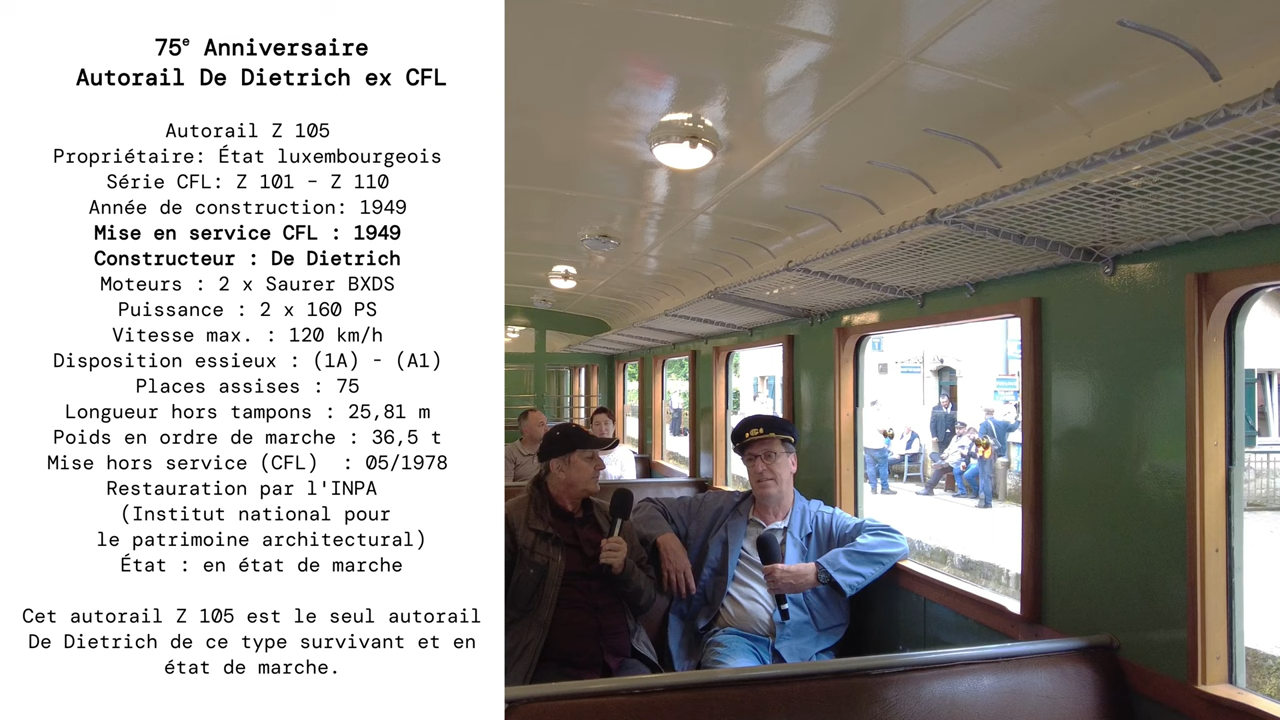 75e Anniversaire
Autorail De Dietrich ex CFL
Autorail Z 105
Propriétaire: État luxembourgeois
Série CFL: Z 101 - Z 110
Année de construction: 1949
Mise en service CFL : 1949
Constructeur : De Dietrich
Moteurs : 2 x Saurer BXDS
Puissance : 2 x 160 PS
Vitesse max. : 120 km/h
Disposition essieux : (1A) - (A1)
Places assises : 75
Longueur hors tampons : 25,81 m
Poids en ordre de marche : 36,5 t
Mise hors service (CFL) : 05/1978
Restauration par l'INPA
(Institut national pour
le patrimoine architectural)
État : en état de marche
Cet autorail Z 105 est le seul autorail
De Dietrich de ce type survivant et en
état de marche.